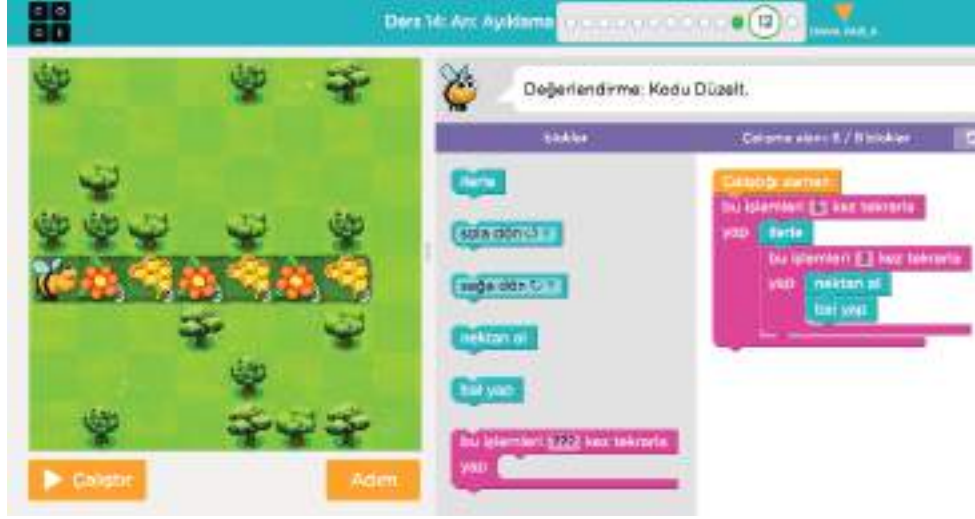 C O
D E
Ders 14: Arı: Ayıklama
12
Değerlendirme: Kodu Düzelt.
bloklar
Çalışma alanı: 8 / 8 bloklar
ilerle
sola dön
sağa dön
nektarı al
bal yap
bu işlemleri ??? kez tekrarla
yap
Çalıştığı zaman
bu işlemleri kez tekrarla
yap ilerle
bu işlemleri kez tekrarla
yap nektarı al
bal yap
Çalıştır
Adım